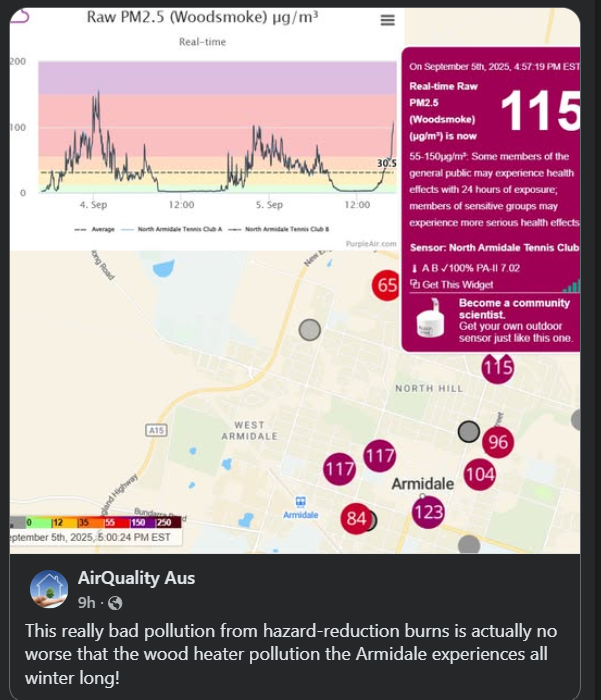 Raw PM2.5 (Woodsmoke) µg/m³
Real-time
200
100
0
30.5
4. Sep
12:00
5. Sep
12:00
Average
North Armidale Tennis Club A
North Armidale Tennis Club B
PurpleAir.com
On September 5th, 2025, 4:57:19 PM EST
Real-time Raw
PM2.5
(Woodsmoke)
(µg/m³) is now
115
55-150µg/m³: Some members of the
general public may experience health
effects with 24 hours of exposure;
members of sensitive groups may
experience more serious health effects
Sensor: North Armidale Tennis Club
A B √100% PA-II 7.02
Get This Widget
Become a community
scientist.
Get your own outdoor
sensor just like this one.
ong Road
New E
65
115
NORTH HILL
A15
WEST
ARMIDALE
96
117
117
104
Armidale
Armidale
84
123
gland Highway
Bundarra Road
0 12 35 55 150 250
eptember 5th, 2025, 5:00:24 PM EST
AirQuality Aus
9h ·
This really bad pollution from hazard-reduction burns is actually no
worse that the wood heater pollution the Armidale experiences all
winter long!